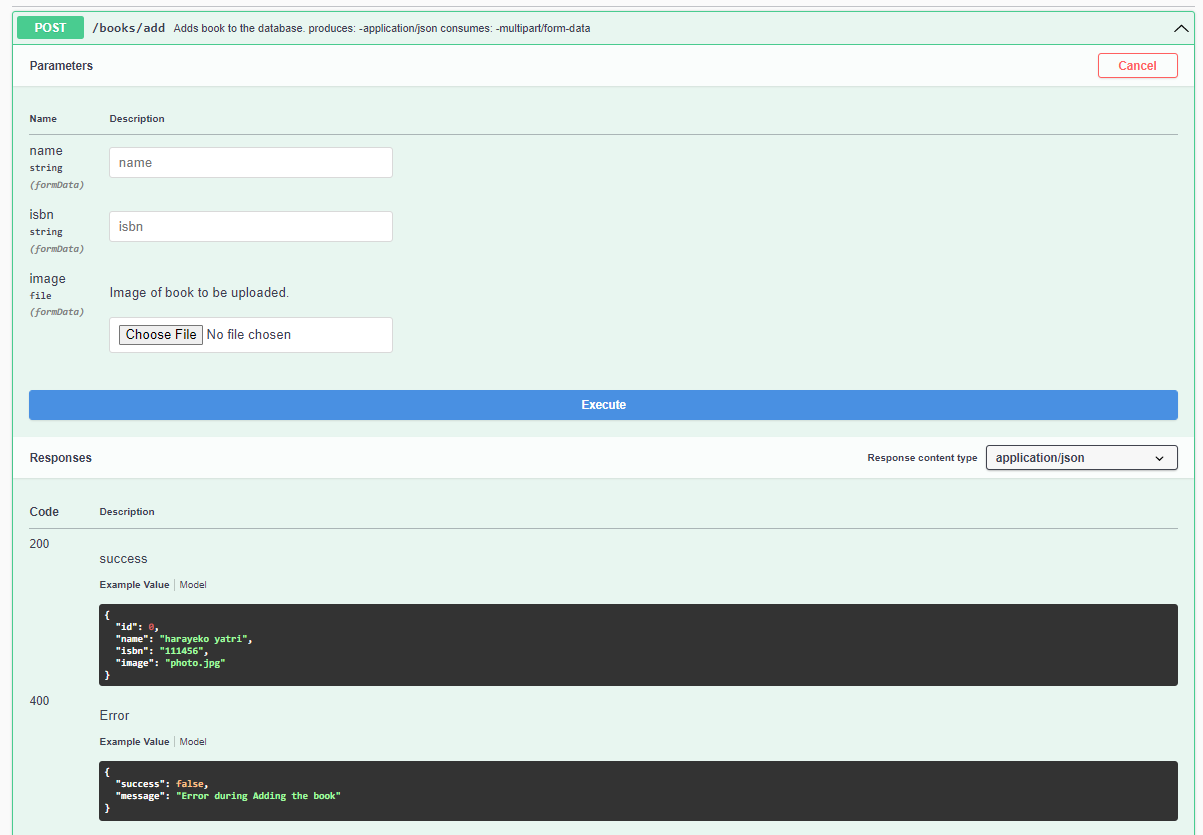 POST /books/add Adds book to the database. produces: -application/json consumes: -multipart/form-data
Parameters
Cancel
Name Description
name
string
(formData)
name
isbn
string
(formData)
isbn
image
file
(formData)
Image of book to be uploaded.
Choose File No file chosen
Execute
Responses
Response content type application/json
Code Description
200
success
Example Value Model
{
"id": 0,
"name": "harayeko yatri",
"isbn": "111456",
"image": "photo.jpg"
}
400
Error
Example Value Model
{
"success": false,
"message": "Error during Adding the book"
}